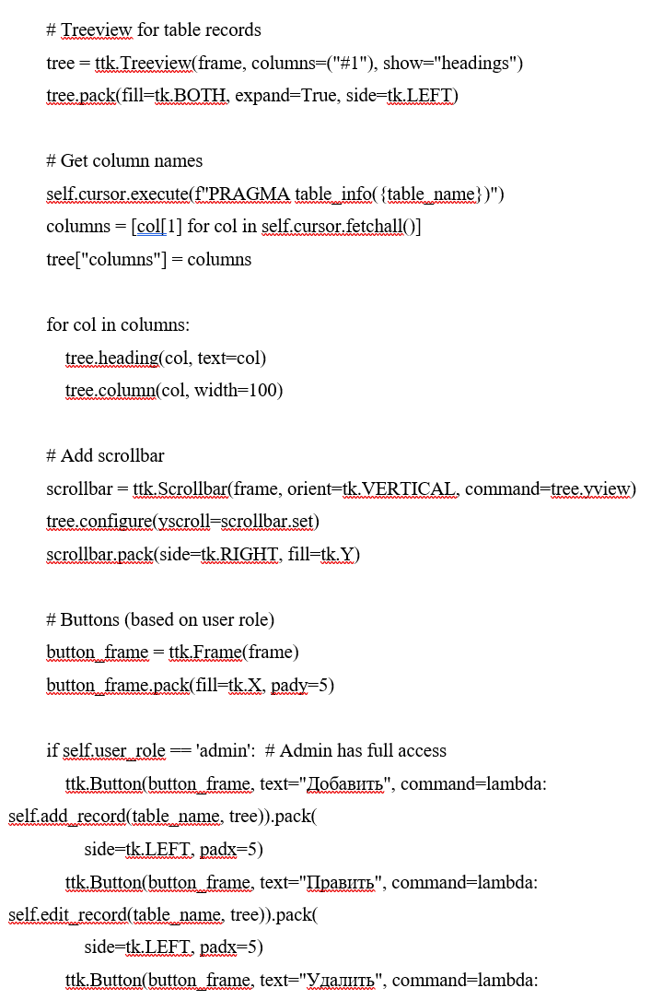 # Treeview for table records
tree = ttk.Treeview(frame, columns=("#1"), show="headings")
tree.pack(fill=tk.BOTH, expand=True, side=tk.LEFT)
# Get column names
self.cursor.execute(f"PRAGMA table_info({table_name})")
columns = [col[1] for col in self.cursor.fetchall()]
tree["columns"] = columns
for col in columns:
tree.heading(col, text=col)
tree.column(col, width=100)
# Add scrollbar
scrollbar = ttk.Scrollbar(frame, orient=tk.VERTICAL, command=tree.yview)
tree.configure(yscroll=scrollbar.set)
scrollbar.pack(side=tk.RIGHT, fill=tk.Y)
# Buttons (based on user role)
button_frame = ttk.Frame(frame)
button_frame.pack(fill=tk.X, pady=5)
if self.user_role == 'admin':  # Admin has full access
ttk.Button(button_frame, text="Добавить", command=lambda:
self.add_record(table_name, tree)).pack(
side=tk.LEFT, padx=5)
ttk.Button(button_frame, text="Править", command=lambda:
self.edit_record(table_name, tree)).pack(
side=tk.LEFT, padx=5)
ttk.Button(button_frame, text="Удалить", command=lambda: